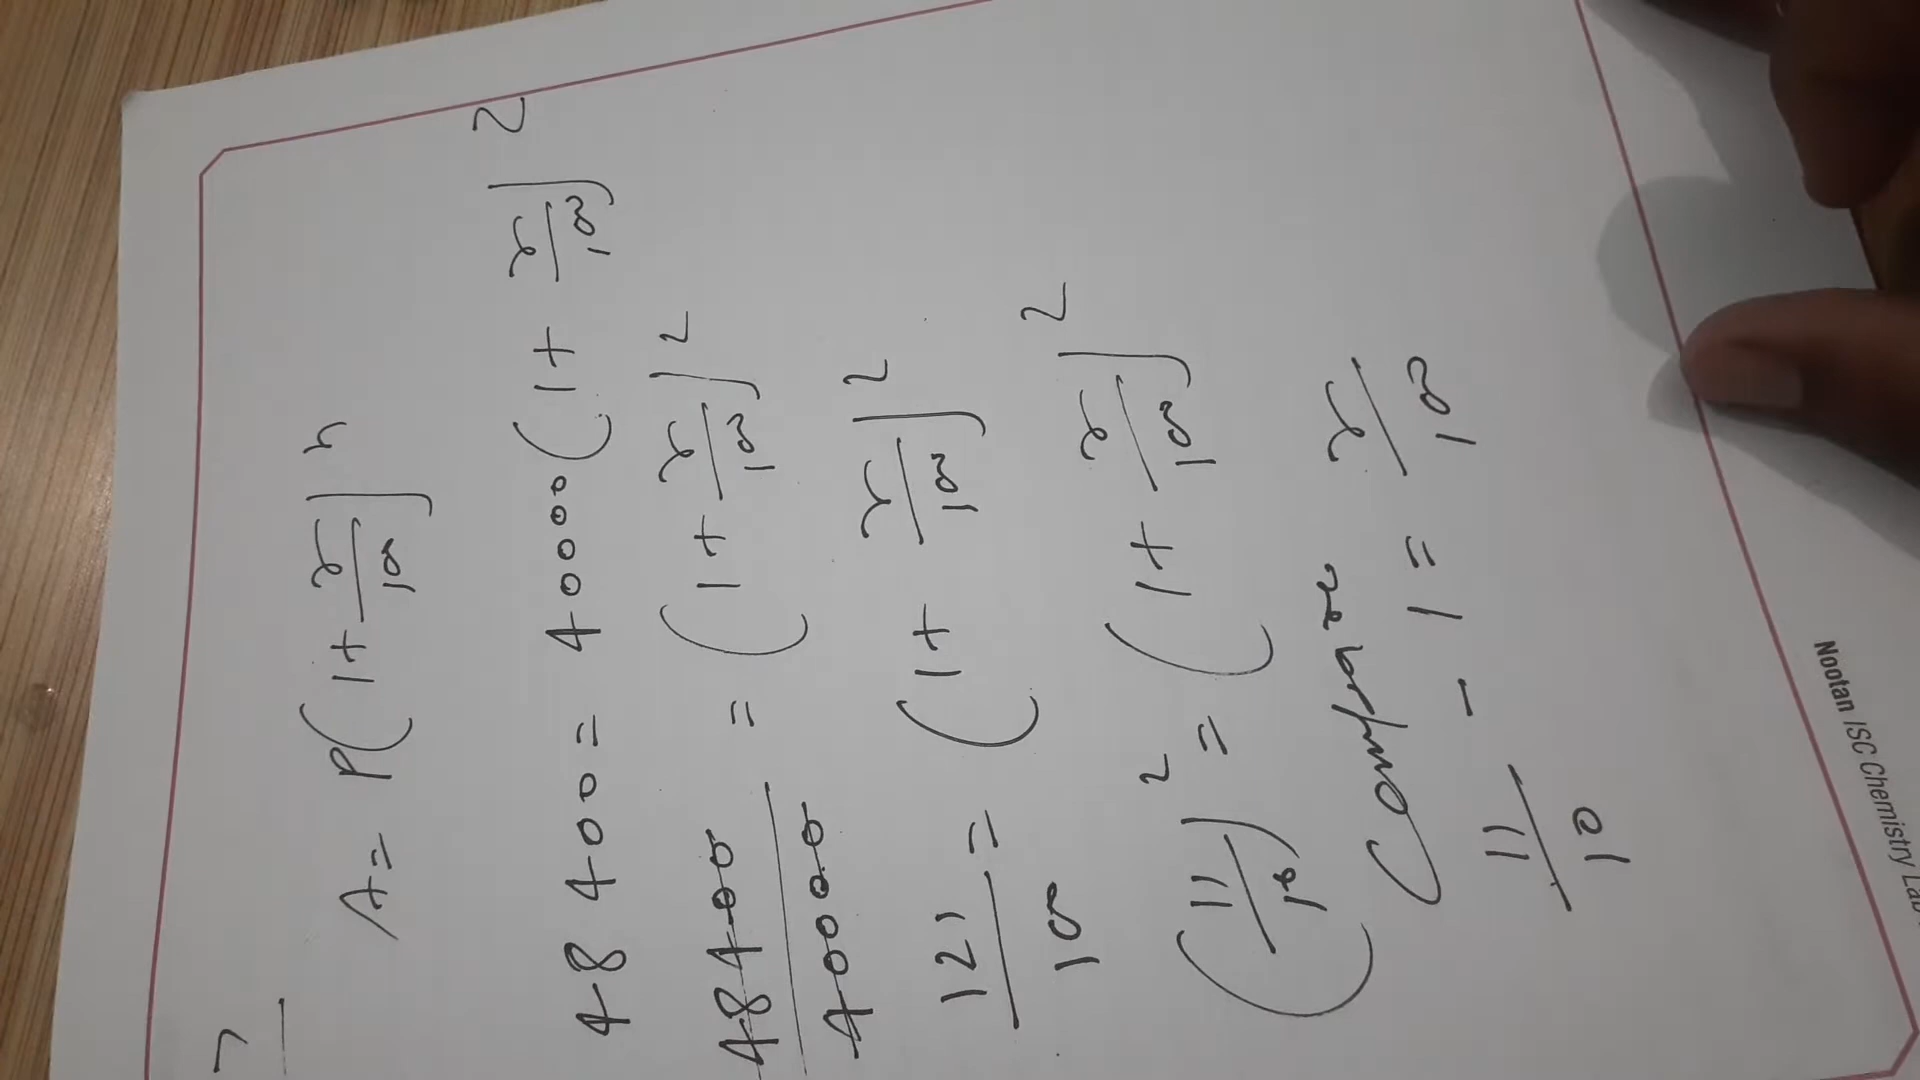 7
A = P(1 + r/100)^n
48400 = 40000(1 + r/100)^2
48400/40000 = (1 + r/100)^2
121/100 = (1 + r/100)^2
(11/10)^2 = (1 + r/100)^2
Compare
11/10 - 1 = r/100
Nootan ISC Chemistry Lab